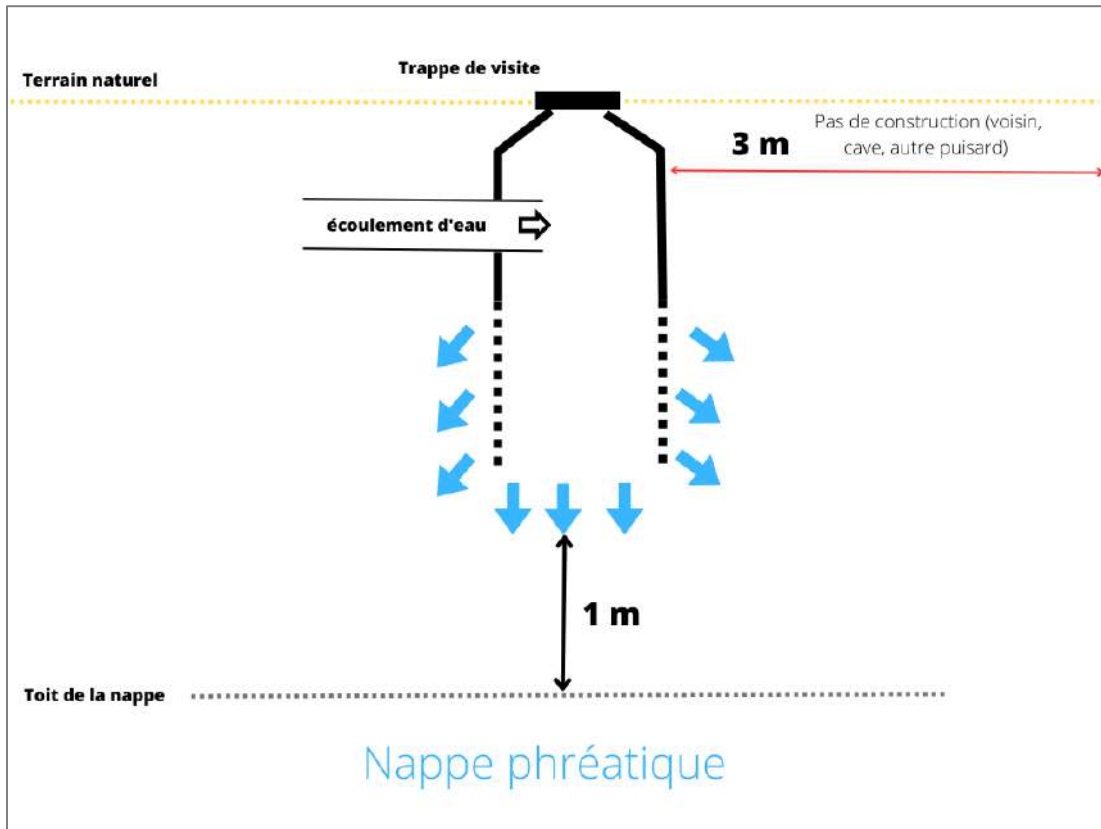 Trappe de visite
Terrain naturel
Pas de construction (voisin,
cave, autre puisard)
3 m
écoulement d'eau
1 m
Toit de la nappe
Nappe phréatique